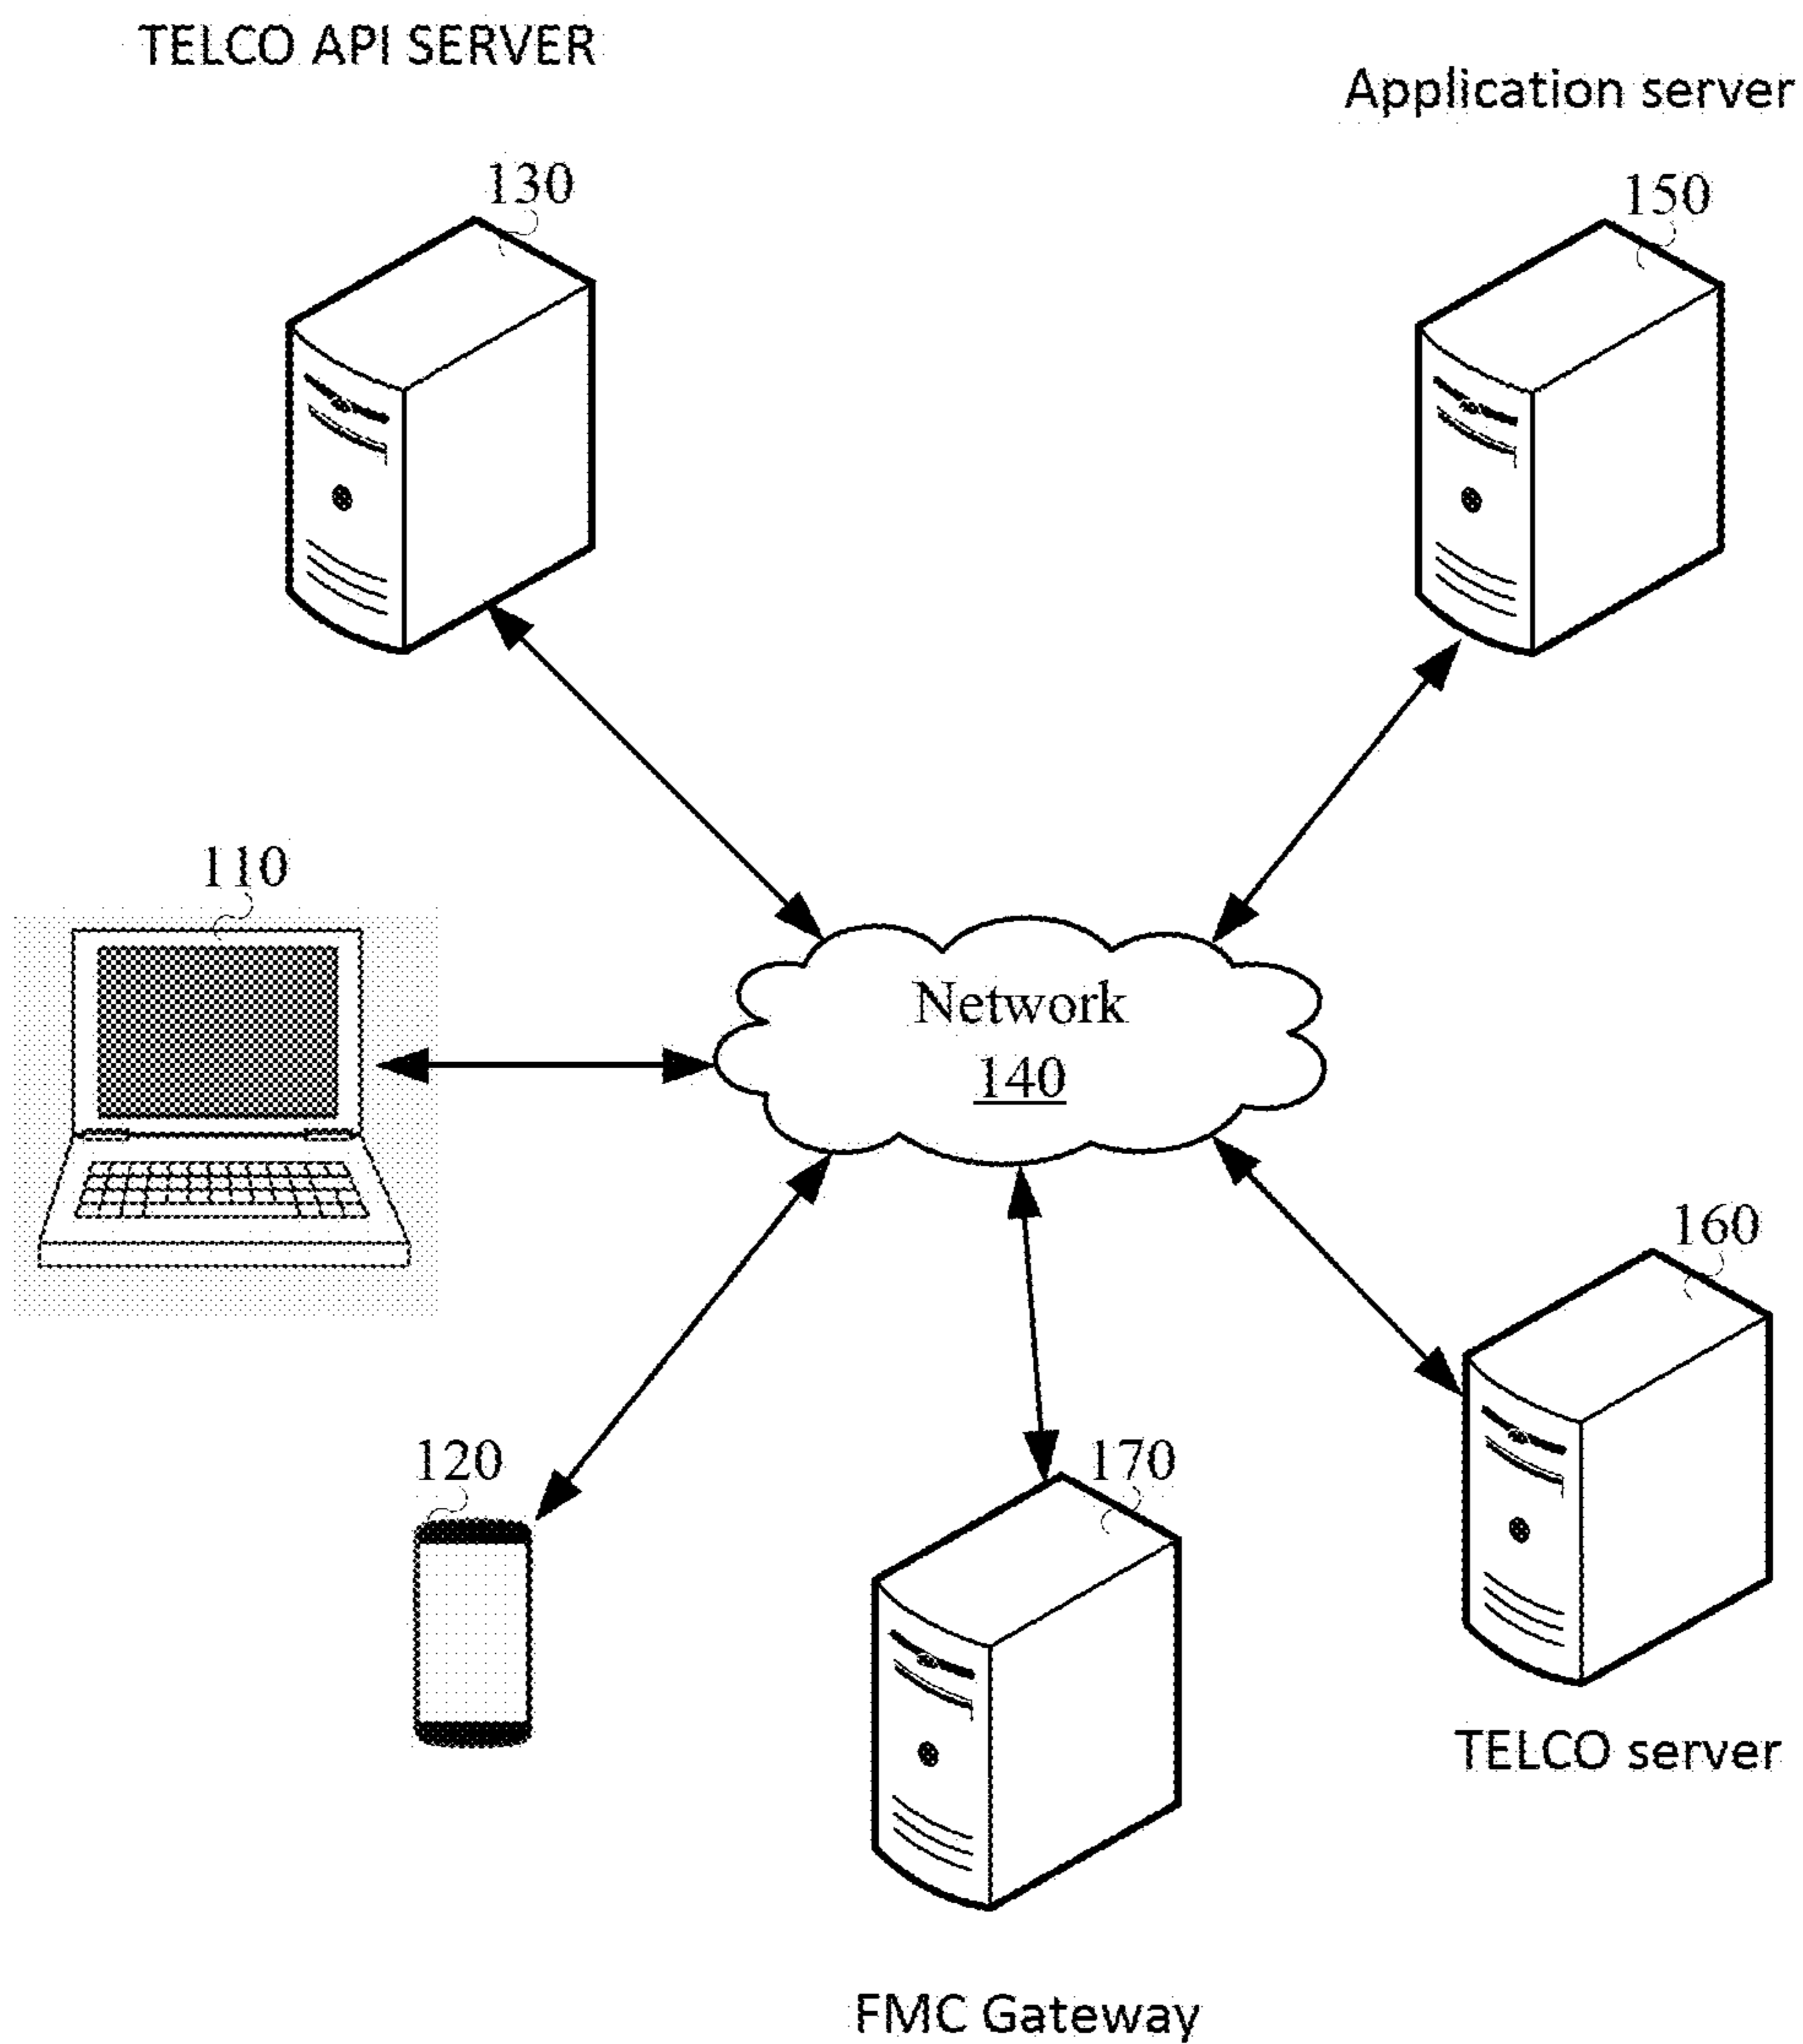 TELCO API SERVER
Application server
130
150
110
Network
140
160
120
170
TELCO server
FMC Gateway